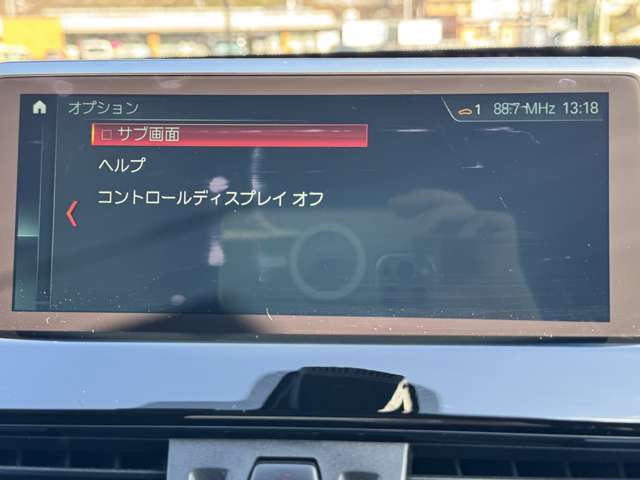 オプション
1 88.7 MHz 13:18
サブ画面
ヘルプ
コントロールディスプレイ オフ